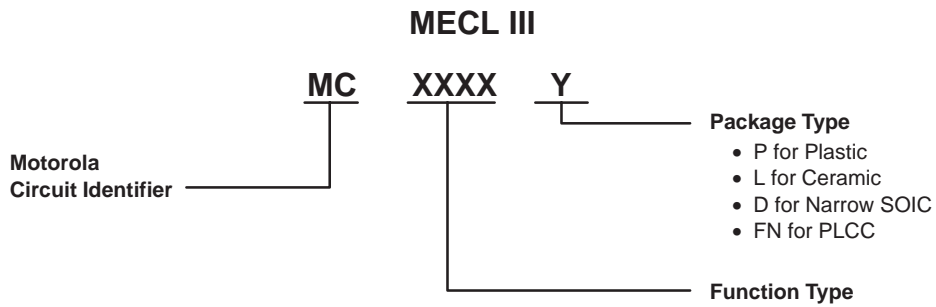 MECL III
MC XXXX Y
Motorola
Circuit Identifier
Package Type
• P for Plastic
• L for Ceramic
• D for Narrow SOIC
• FN for PLCC
Function Type